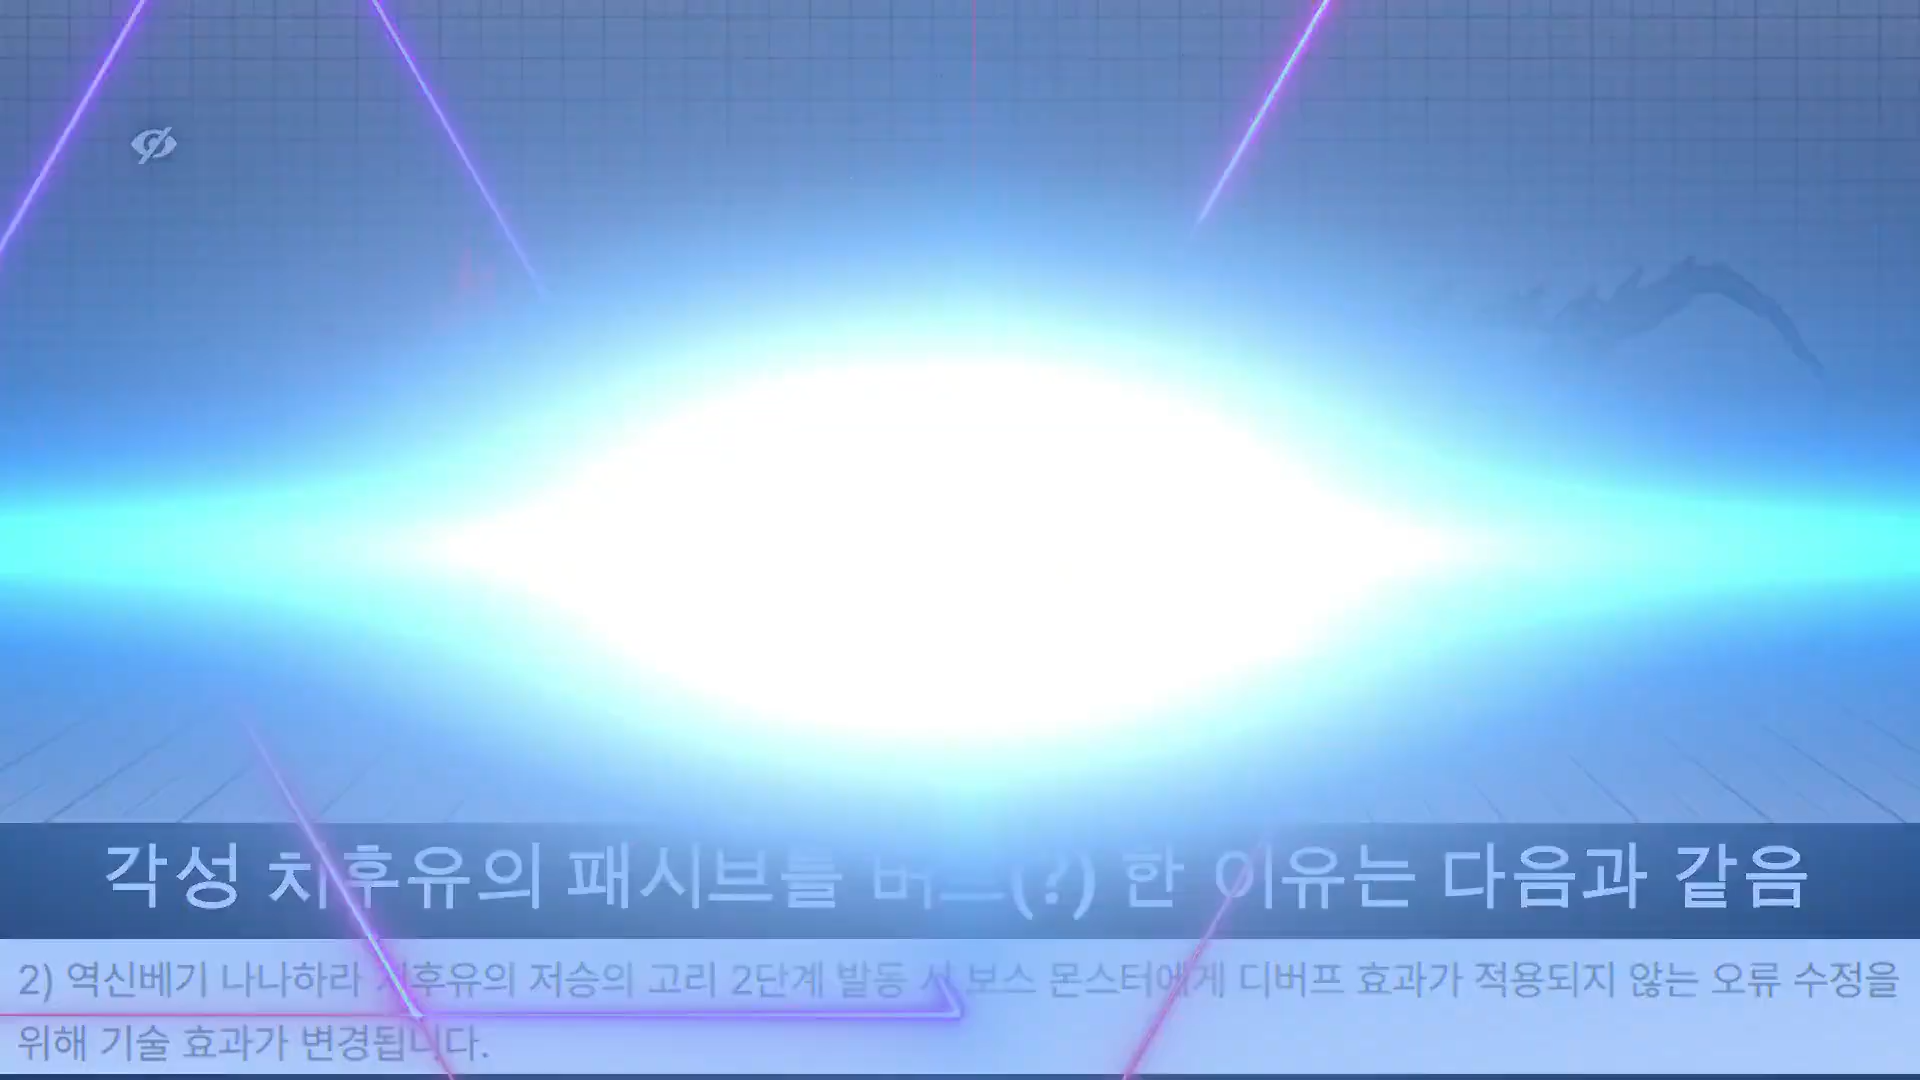 각성 치후유의 패시브를 버프(?) 한 이유는 다음과 같음
2) 역신베기 나나하라 치후유의 저승의 고리 2단계 발동 시 보스 몬스터에게 디버프 효과가 적용되지 않는 오류 수정을
위해 기술 효과가 변경됩니다.